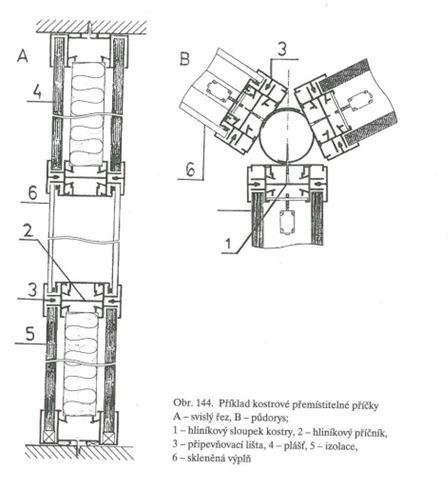 A
B
3
4
6
6
2
1
3
5
Obr. 144. Příklad kostrové přemístitelné příčky
A – svislý řez, B – půdorys;
1 – hliníkový sloupek kostry, 2 – hliníkový příčník,
3 – připevňovací lišta, 4 – plášť, 5 – izolace,
6 – skleněná výplň